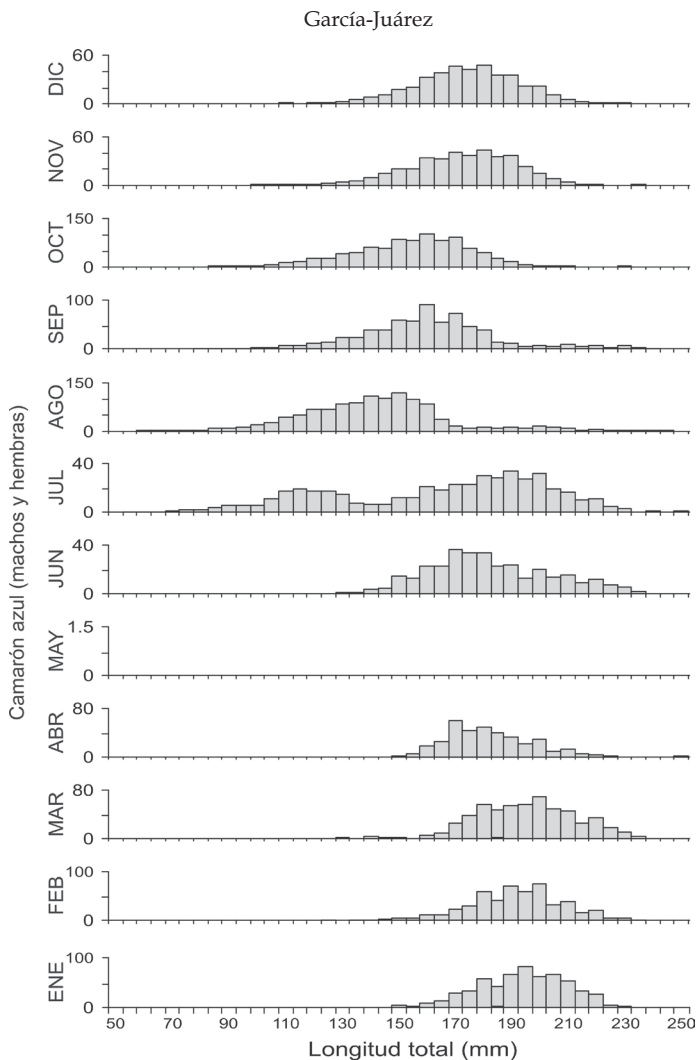 García-Juárez
60
0
DIC
60
0
NOV
150
0
OCT
100
0
SEP
150
0
AGO
40
0
JUL
40
0
JUN
1.5
0
MAY
80
0
ABR
80
0
MAR
100
0
FEB
100
0
ENE
Camarón azul (machos y hembras)
50 70 90 110 130 150 170 190 210 230 250
Longitud total (mm)